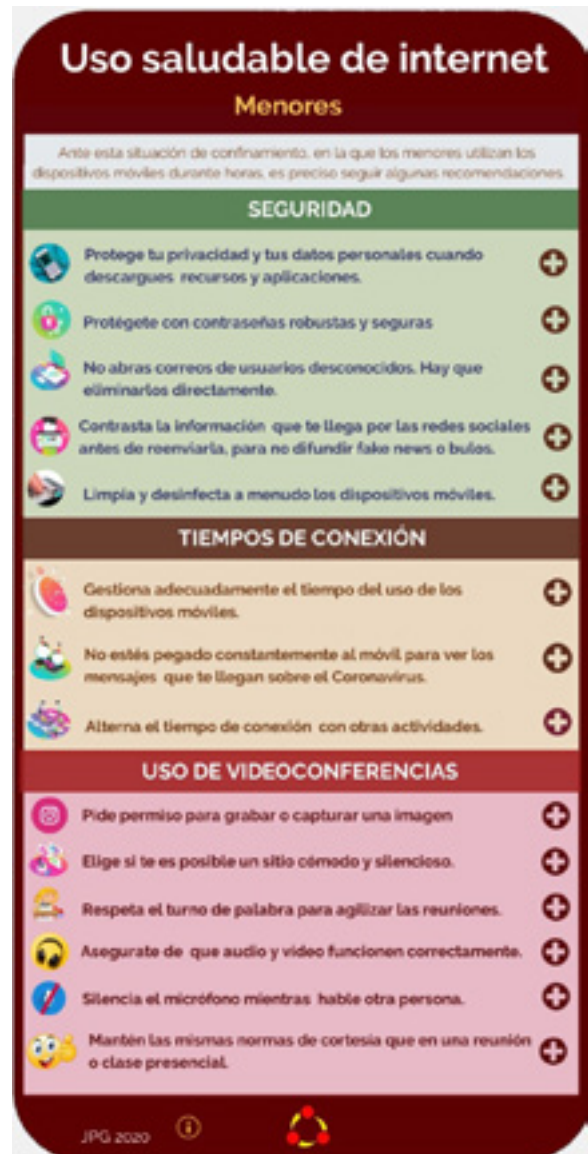 Uso saludable de internet
Menores
Ante esta situación de confinamiento, en la que los menores utilizan los
dispositivos móviles durante horas, es preciso seguir algunas recomendaciones.
SEGURIDAD
Protege tu privacidad y tus datos personales cuando
descargues recursos y aplicaciones.
Protégete con contraseñas robustas y seguras
No abras correos de usuarios desconocidos. Hay que
eliminarlos directamente.
Contrasta la información que te llega por las redes sociales
antes de reenviarla, para no difundir fake news o bulos.
Limpia y desinfecta a menudo los dispositivos móviles.
TIEMPOS DE CONEXIÓN
Gestiona adecuadamente el tiempo del uso de los
dispositivos móviles.
No estés pegado constantemente al móvil para ver los
mensajes que te llegan sobre el Coronavirus.
Alterna el tiempo de conexión con otras actividades.
USO DE VIDEOCONFERENCIAS
Pide permiso para grabar o capturar una imagen
Elige si te es posible un sitio cómodo y silencioso.
Respeta el turno de palabra para agilizar las reuniones.
Asegurate de que audio y video funcionen correctamente.
Silencia el micrófono mientras hable otra persona.
Mantén las mismas normas de cortesía que en una reunión
o clase presencial.
JPG 2020